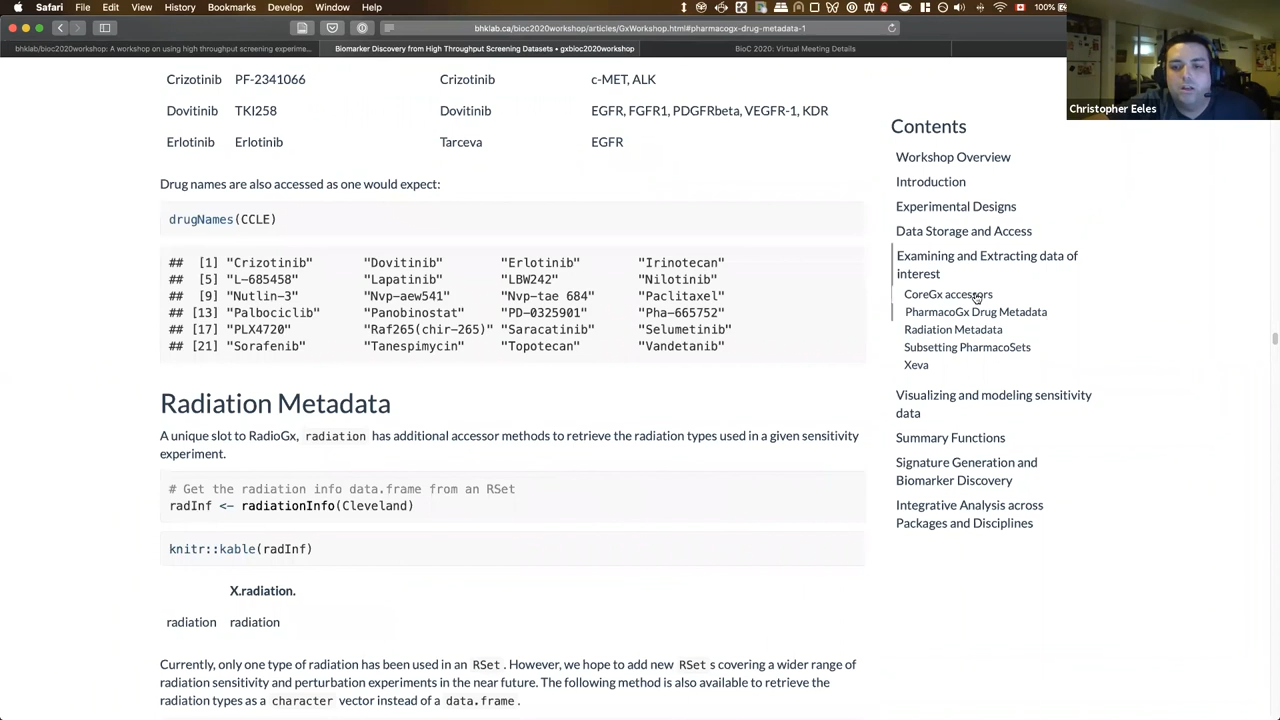 Safari File Edit View History Bookmarks Develop Window Help
100%
bhklab.ca/bioc2020workshop/articles/GxWorkshop.html#pharmacogx-drug-metadata-1
bhklab/bioc2020workshop: A workshop on using high throughput screening experime...
Biomarker Discovery from High Throughput Screening Datasets • gxbioc2020workshop
BioC 2020: Virtual Meeting Details
Christopher Eeles
Crizotinib PF-2341066 Crizotinib c-MET, ALK
Dovitinib TKI258 Dovitinib EGFR, FGFR1, PDGFRbeta, VEGFR-1, KDR
Erlotinib Erlotinib Tarceva EGFR
Drug names are also accessed as one would expect:
drugNames(CCLE)
## [1] "Crizotinib" "Dovitinib" "Erlotinib" "Irinotecan"
## [5] "L-685458" "Lapatinib" "LBW242" "Nilotinib"
## [9] "Nutlin-3" "Nvp-aew541" "Nvp-tae 684" "Paclitaxel"
## [13] "Palbociclib" "Panobinostat" "PD-0325901" "Pha-665752"
## [17] "PLX4720" "Raf265(chir-265)" "Saracatinib" "Selumetinib"
## [21] "Sorafenib" "Tanespimycin" "Topotecan" "Vandetanib"
Radiation Metadata
A unique slot to RadioGx, radiation has additional accessor methods to retrieve the radiation types used in a given sensitivity
experiment.
# Get the radiation info data.frame from an RSet
radInf <- radiationInfo(Cleveland)
knitr::kable(radInf)
X.radiation.
radiation radiation
Currently, only one type of radiation has been used in an RSet. However, we hope to add new RSet s covering a wider range of
radiation sensitivity and perturbation experiments in the near future. The following method is also available to retrieve the
radiation types as a character vector instead of a data.frame.
Contents
Workshop Overview
Introduction
Experimental Designs
Data Storage and Access
Examining and Extracting data of
interest
CoreGx accessors
PharmacoGx Drug Metadata
Radiation Metadata
Subsetting PharmacoSets
Xeva
Visualizing and modeling sensitivity
data
Summary Functions
Signature Generation and
Biomarker Discovery
Integrative Analysis across
Packages and Disciplines